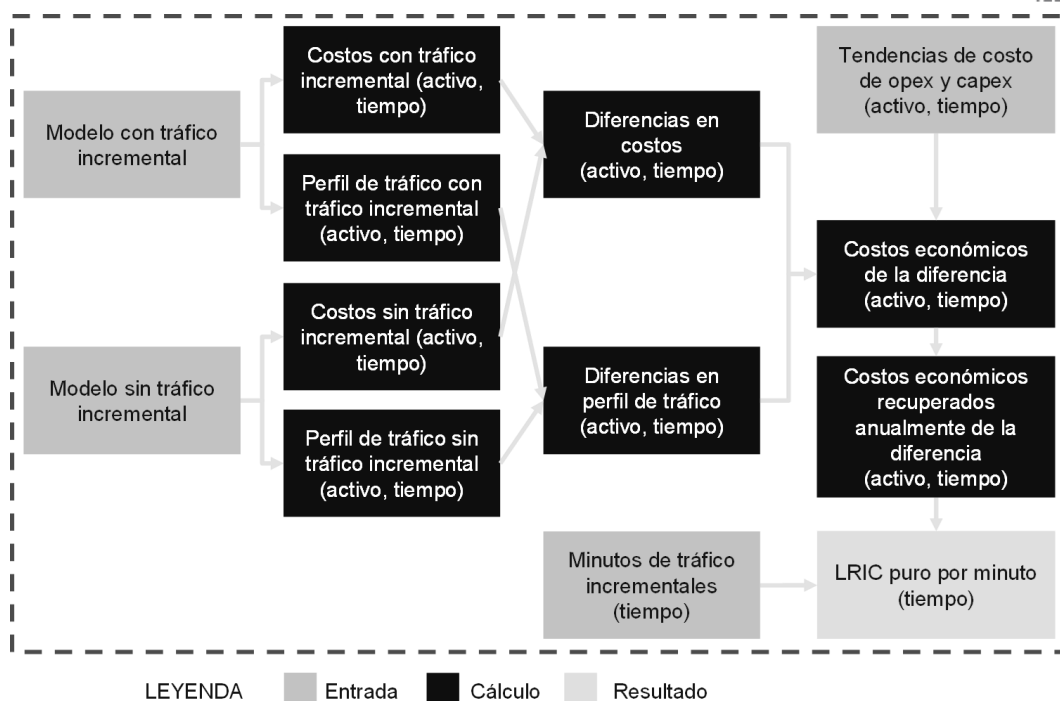 Modelo con tráfico
incremental
Costos con tráfico
incremental (activo,
tiempo)
Perfil de tráfico con
tráfico incremental
(activo, tiempo)
Modelo sin tráfico
incremental
Costos sin tráfico
incremental (activo,
tiempo)
Perfil de tráfico sin
tráfico incremental
(activo, tiempo)
Diferencias en
costos
(activo, tiempo)
Diferencias en
perfil de tráfico
(activo, tiempo)
Tendencias de costo
de opex y capex
(activo, tiempo)
Costos económicos
de la diferencia
(activo, tiempo)
Costos económicos
recuperados
anualmente de la
diferencia
(activo, tiempo)
Minutos de tráfico
incrementales
(tiempo)
LRIC puro por minuto
(tiempo)
LEYENDA Entrada Cálculo Resultado